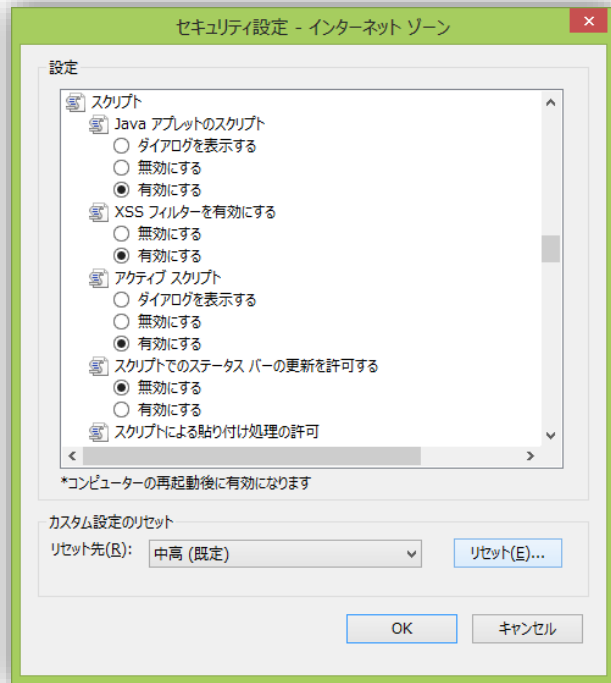 セキュリティ設定 - インターネット ゾーン
設定
スクリプト
Java アプレットのスクリプト
ダイアログを表示する
無効にする
有効にする
XSS フィルターを有効にする
無効にする
有効にする
アクティブ スクリプト
ダイアログを表示する
無効にする
有効にする
スクリプトでのステータス バーの更新を許可する
無効にする
有効にする
スクリプトによる貼り付け処理の許可
*コンピューターの再起動後に有効になります
カスタム設定のリセット
リセット先(R): 中高 (既定) リセット(E)...
OK キャンセル